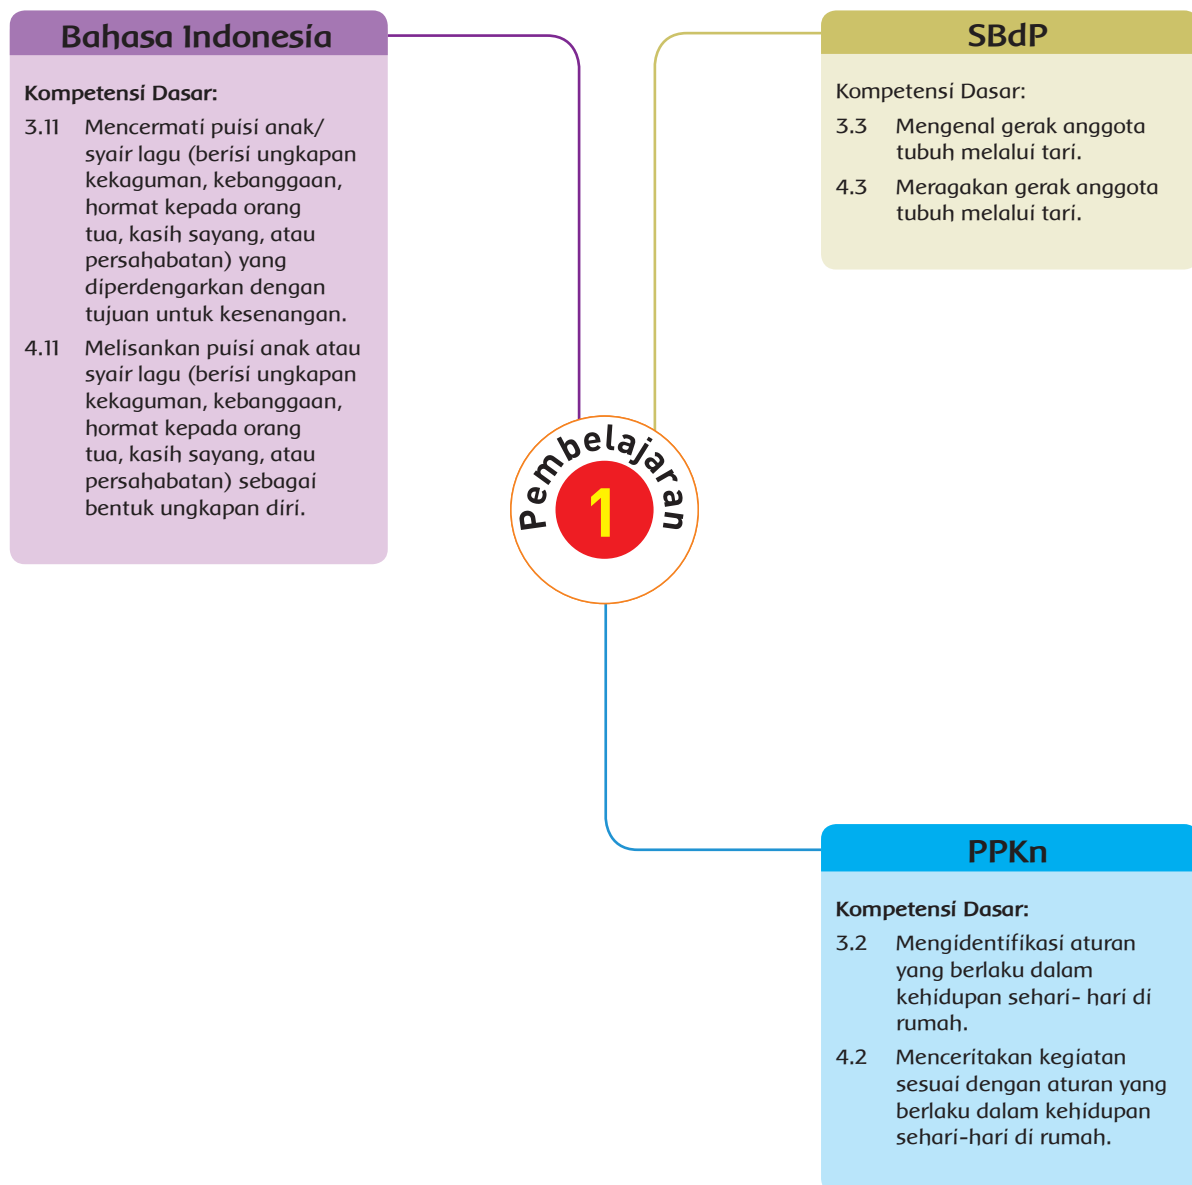 Bahasa Indonesia
Kompetensi Dasar:
3.11 Mencermati puisi anak/
syair lagu (berisi ungkapan
kekaguman, kebanggaan,
hormat kepada orang
tua, kasih sayang, atau
persahabatan) yang
diperdengarkan dengan
tujuan untuk kesenangan.
4.11 Melisankan puisi anak atau
syair lagu (berisi ungkapan
kekaguman, kebanggaan,
hormat kepada orang
tua, kasih sayang, atau
persahabatan) sebagai
bentuk ungkapan diri.
SBdP
Kompetensi Dasar:
3.3 Mengenal gerak anggota
tubuh melalui tari.
4.3 Meragakan gerak anggota
tubuh melalui tari.
Pembelajaran
1
PPKn
Kompetensi Dasar:
3.2 Mengidentifikasi aturan
yang berlaku dalam
kehidupan sehari- hari di
rumah.
4.2 Menceritakan kegiatan
sesuai dengan aturan yang
berlaku dalam kehidupan
sehari-hari di rumah.